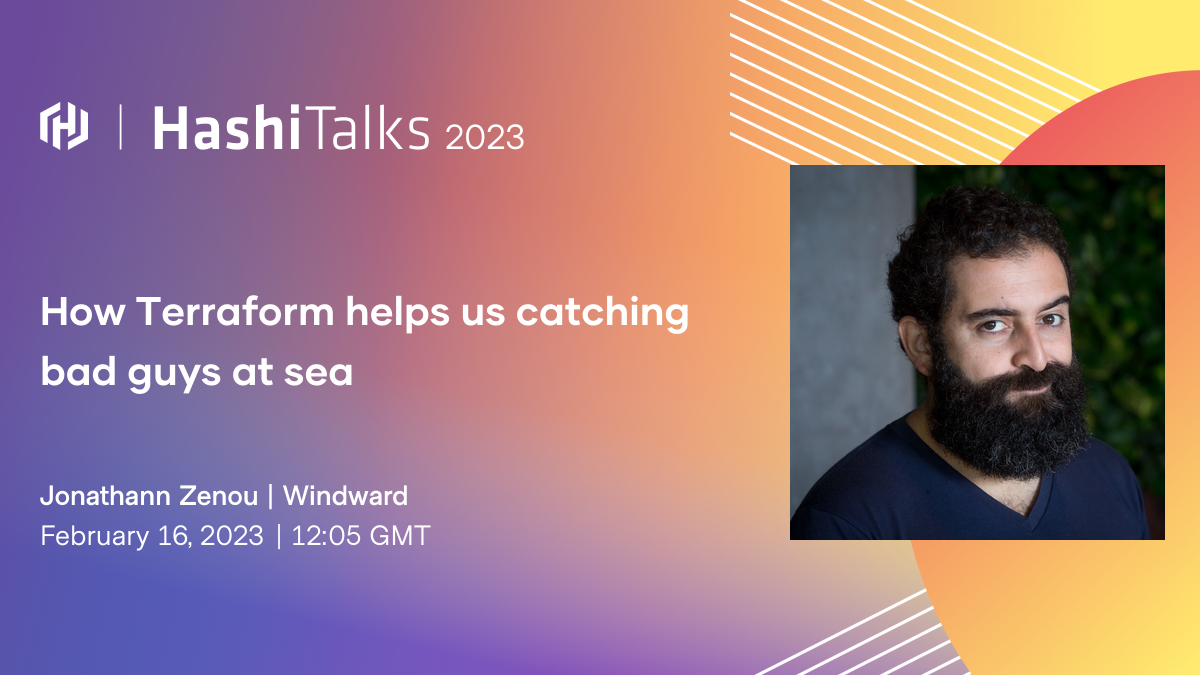 HashiTalks 2023
How Terraform helps us catching
bad guys at sea
Jonathann Zenou | Windward
February 16, 2023 | 12:05 GMT